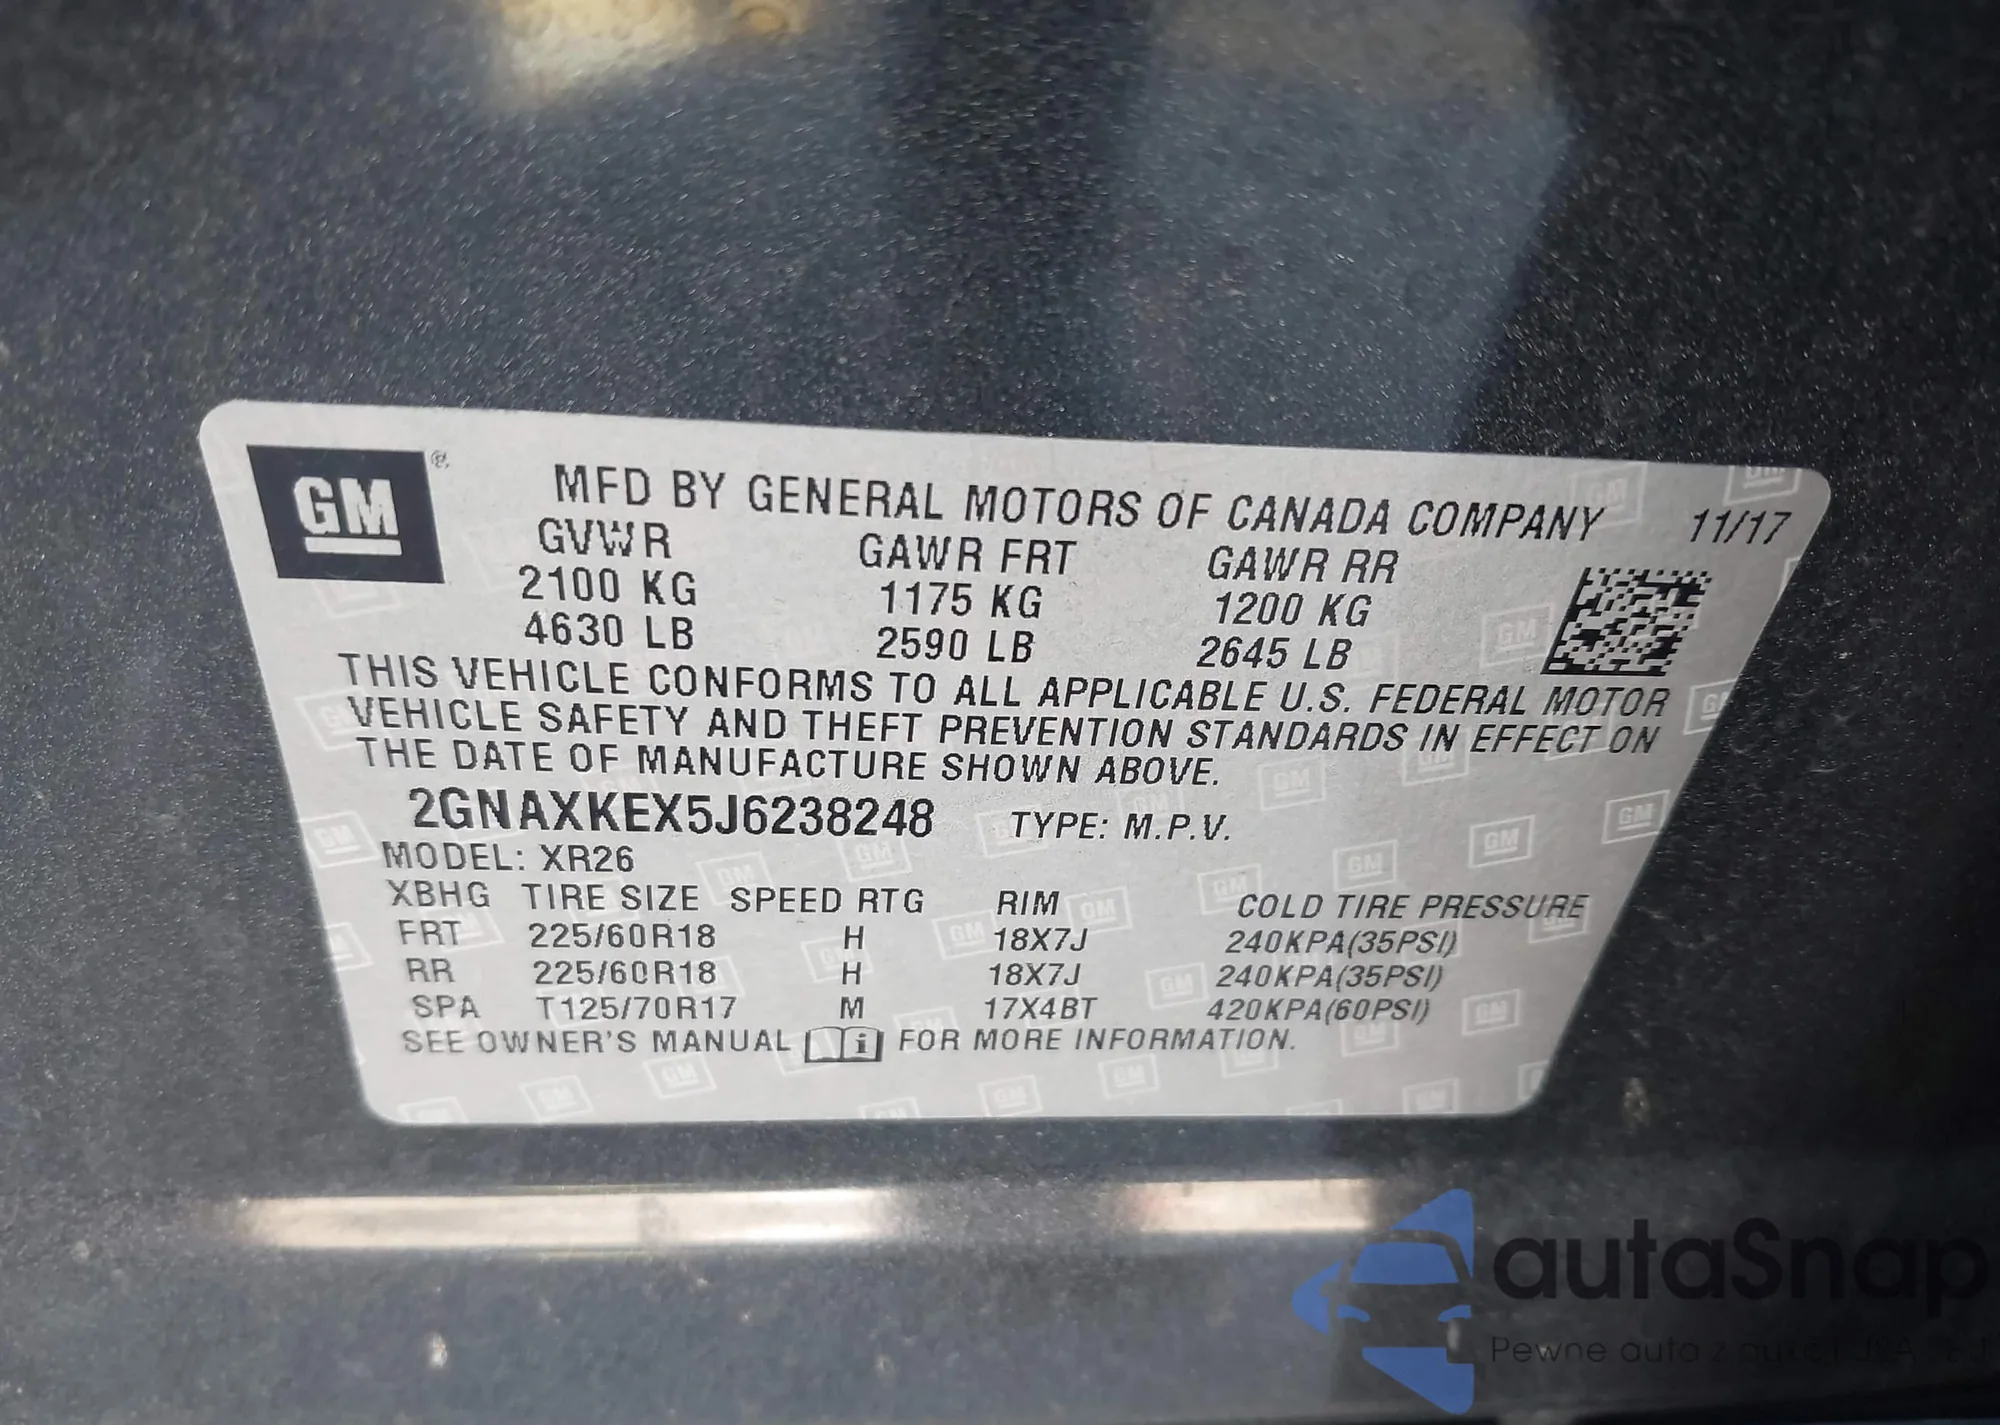 GM ® MFD BY GENERAL MOTORS OF CANADA COMPANY 11/17
GVWR GAWR FRT GAWR RR
2100 KG 1175 KG 1200 KG
4630 LB 2590 LB 2645 LB
THIS VEHICLE CONFORMS TO ALL APPLICABLE U.S. FEDERAL MOTOR
VEHICLE SAFETY AND THEFT PREVENTION STANDARDS IN EFFECT ON
THE DATE OF MANUFACTURE SHOWN ABOVE.
2GNAXKEX5J6238248 TYPE: M.P.V.
MODEL: XR26
XBHG TIRE SIZE SPEED RTG RIM COLD TIRE PRESSURE
FRT 225/60R18 H 18X7J 240KPA(35PSI)
RR 225/60R18 H 18X7J 240KPA(35PSI)
SPA T125/70R17 M 17X4BT 420KPA(60PSI)
SEE OWNER'S MANUAL i FOR MORE INFORMATION.
autaSnap
Pewne auta z